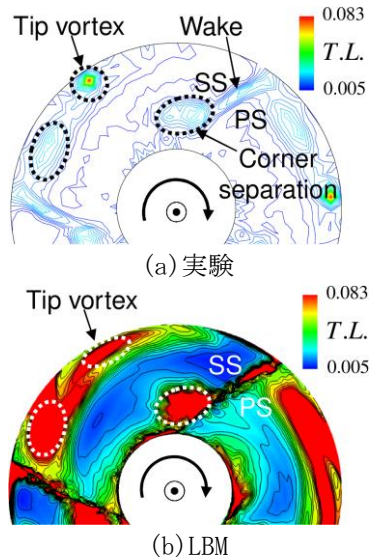 Tip vortex
Wake
0.083
T.L.
0.005
SS
PS
Corner
separation
(a)実験
Tip vortex
0.083
T.L.
0.005
SS
PS
(b)LBM